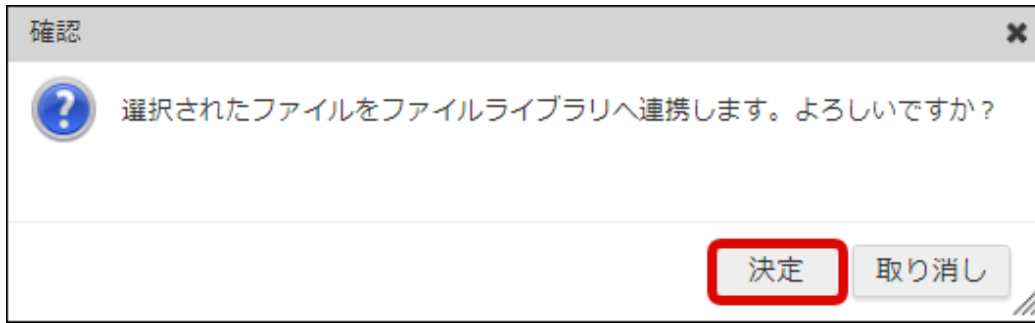 確認
選択されたファイルをファイルライブラリへ連携します。よろしいですか？
決定 取り消し